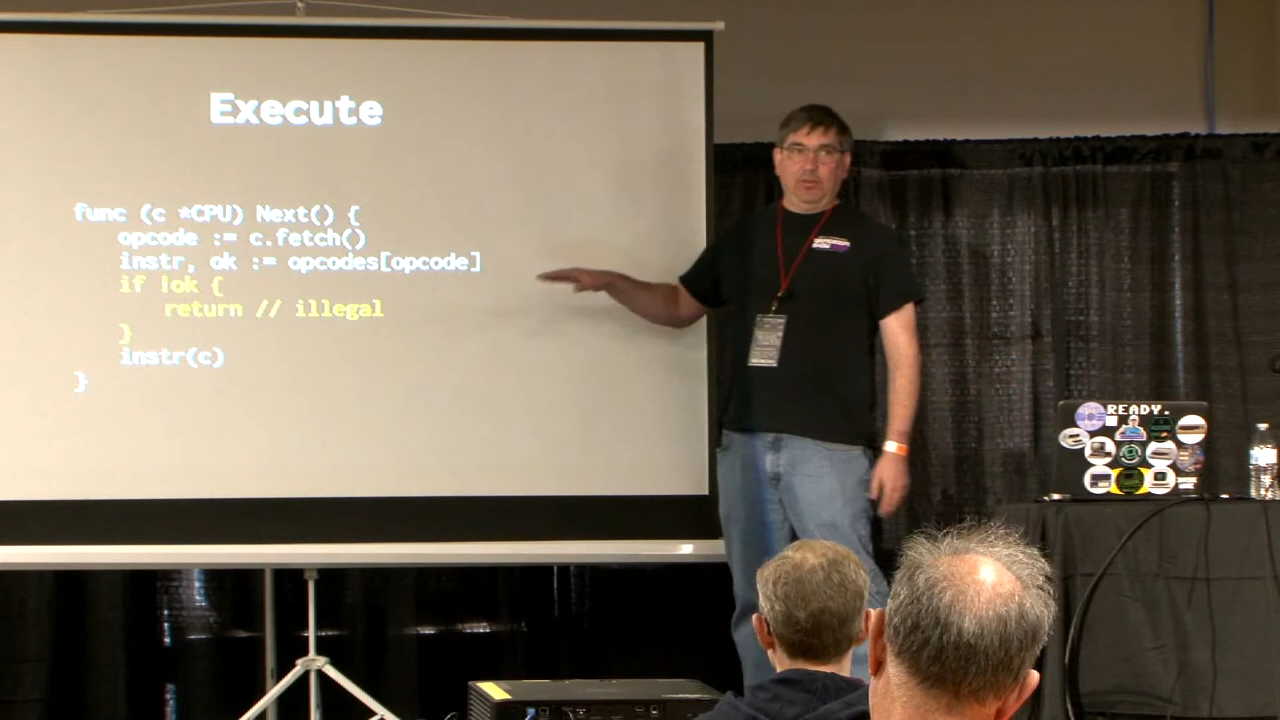 Execute
func (c *CPU) Next() {
opcode := c.fetch()
instr, ok := opcodes[opcode]
if !ok {
return // illegal
}
instr(c)
}
READY.